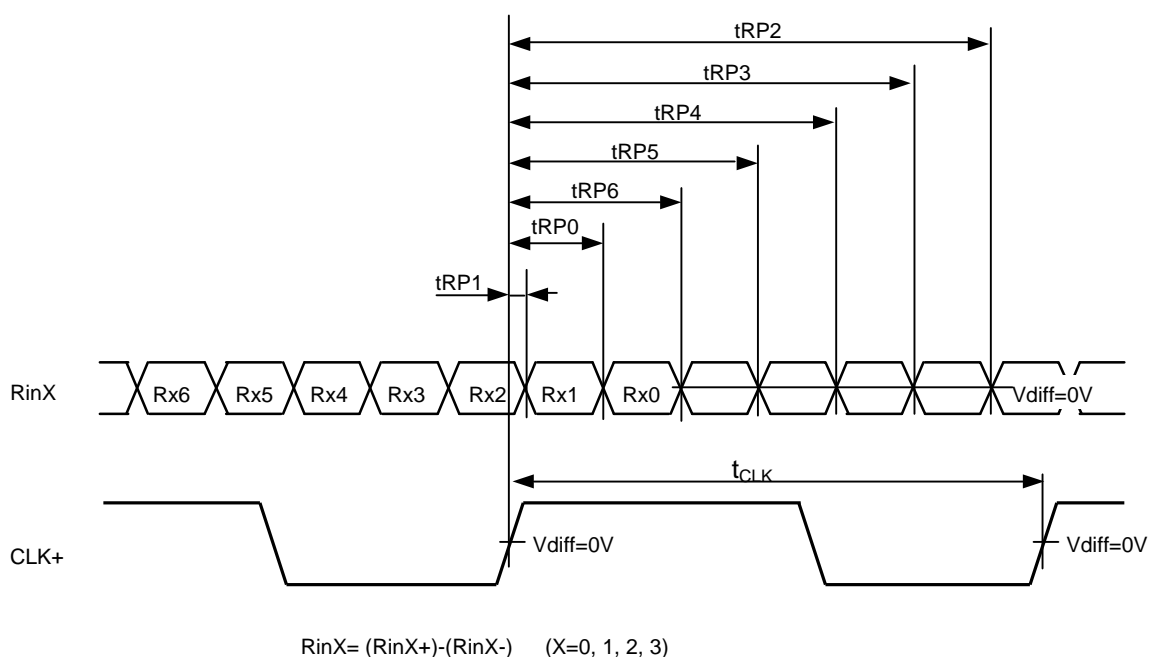 tRP2
tRP3
tRP4
tRP5
tRP6
tRP0
tRP1
RinX Rx6 Rx5 Rx4 Rx3 Rx2 Rx1 Rx0 Vdiff=0V
tCLK
CLK+ Vdiff=0V Vdiff=0V
RinX= (RinX+)-(RinX-) (X=0, 1, 2, 3)